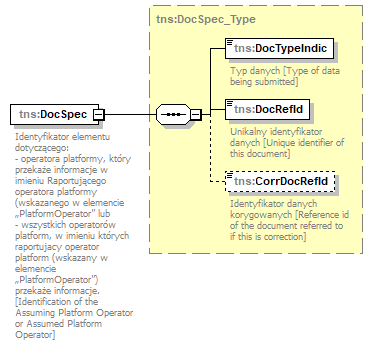 tns:DocSpec_Type
tns:DocTypeIndic
Typ danych [Type of data
being submitted]
tns:DocSpec
tns:DocRefId
Unikalny identyfikator
danych [Unique identifier of
this document]
tns:CorrDocRefId
Identyfikator danych
korygowanych [Reference id
of the document referred to
if this is correction]
Identyfikator elementu
dotyczącego:
- operatora platformy, który
przekaże informacje w
imieniu Raportującego
operatora platformy
(wskazanego w elemencie
„PlatformOperator” lub
- wszystkich operatorów
platform, w imieniu których
raportujacy operator
platform (wskazany w
elemencie
„PlatformOperator”)
przekaże informacje.
[Identification of the
Assuming Platform Operator
or Assumed Platform
Operator]